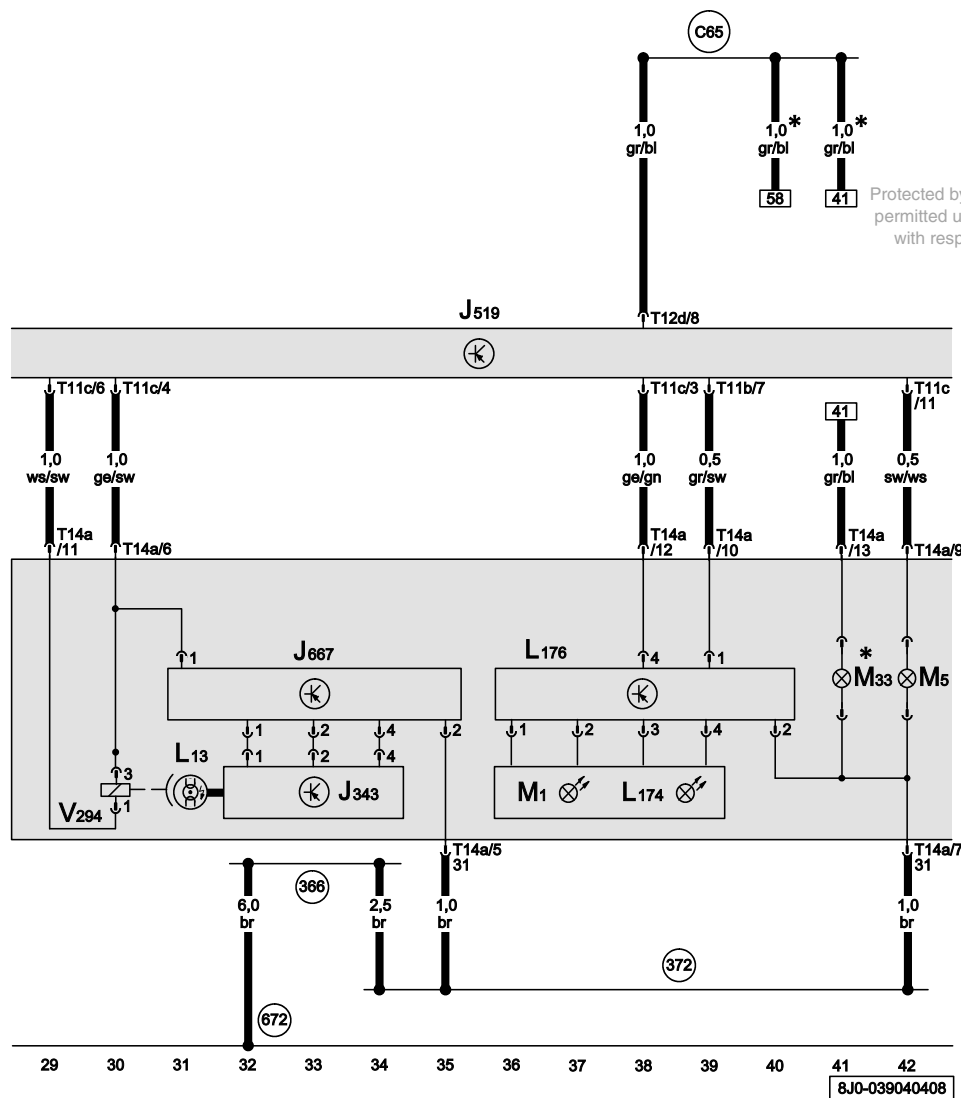 C65
1,0 gr/bl
1,0 gr/bl *
1,0 gr/bl *
58
41
Protected by
permitted u
with resp
J519
T12d/8
T11c/6
T11c/4
T11c/3
T11b/7
T11c /11
41
1,0 ws/sw
1,0 ge/sw
1,0 ge/gn
0,5 gr/sw
1,0 gr/bl
0,5 sw/ws
T14a /11
T14a/6
T14a /12
T14a /10
T14a /13
T14a/9
1
J667
L176
4
1
*
M33
M5
1
2
4
2
1
2
3
4
2
L13
1
2
4
3
V294
1
J343
M1
L174
T14a/5
31
T14a/7
31
366
6,0 br
2,5 br
1,0 br
1,0 br
372
672
29 30 31 32 33 34 35 36 37 38 39 40 41 42
8J0-039040408